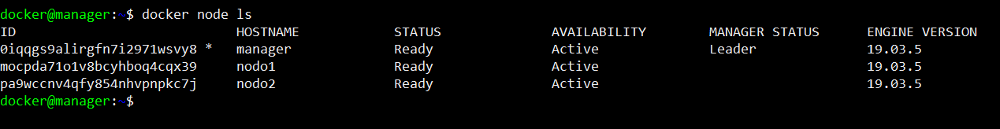 docker@manager:~$ docker node ls
ID HOSTNAME STATUS AVAILABILITY MANAGER STATUS ENGINE VERSION
0iqqgs9alirgfn7i2971wsvy8 * manager Ready Active Leader 19.03.5
mocpda71o1v8bcyhboq4cqx39 nodo1 Ready Active 19.03.5
pa9wccnv4qfy854nhvpnpkc7j nodo2 Ready Active 19.03.5
docker@manager:~$